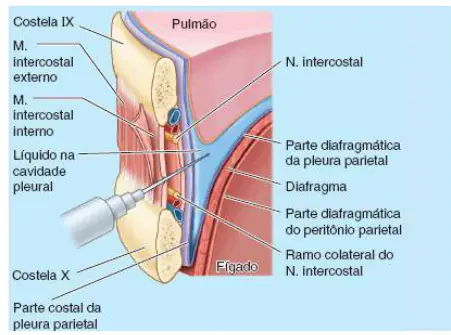 Costela IX
Pulmão
M.
intercostal
externo
M.
intercostal
interno
Líquido na
cavidade
pleural
Costela X
Parte costal da
pleura parietal
N. intercostal
Parte diafragmática
da pleura parietal
Diafragma
Parte diafragmática
do peritônio parietal
Ramo colateral do
N. intercostal
Fígado